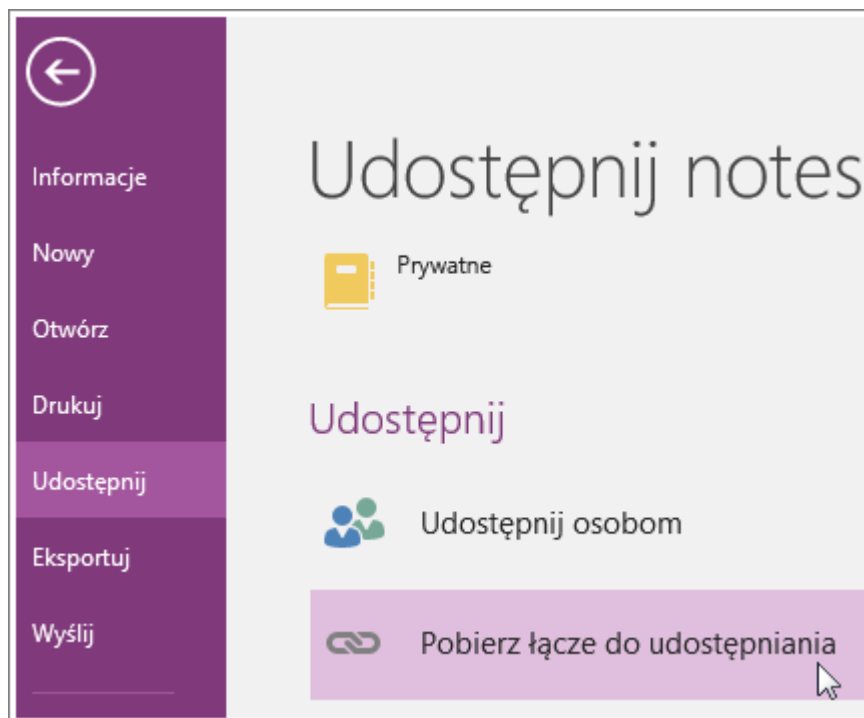 Informacje
Nowy
Otwórz
Drukuj
Udostępnij
Eksportuj
Wyślij
Udostępnij notes
Prywatne
Udostępnij
Udostępnij osobom
Pobierz łącze do udostępniania